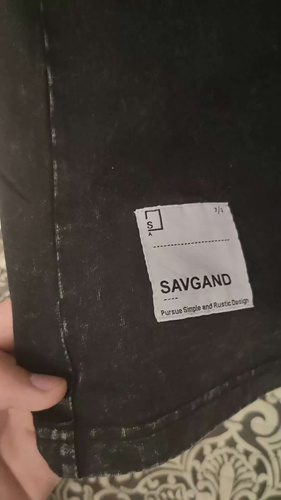 S
A
SAVGAND
Pursue Simple and Rustic Design